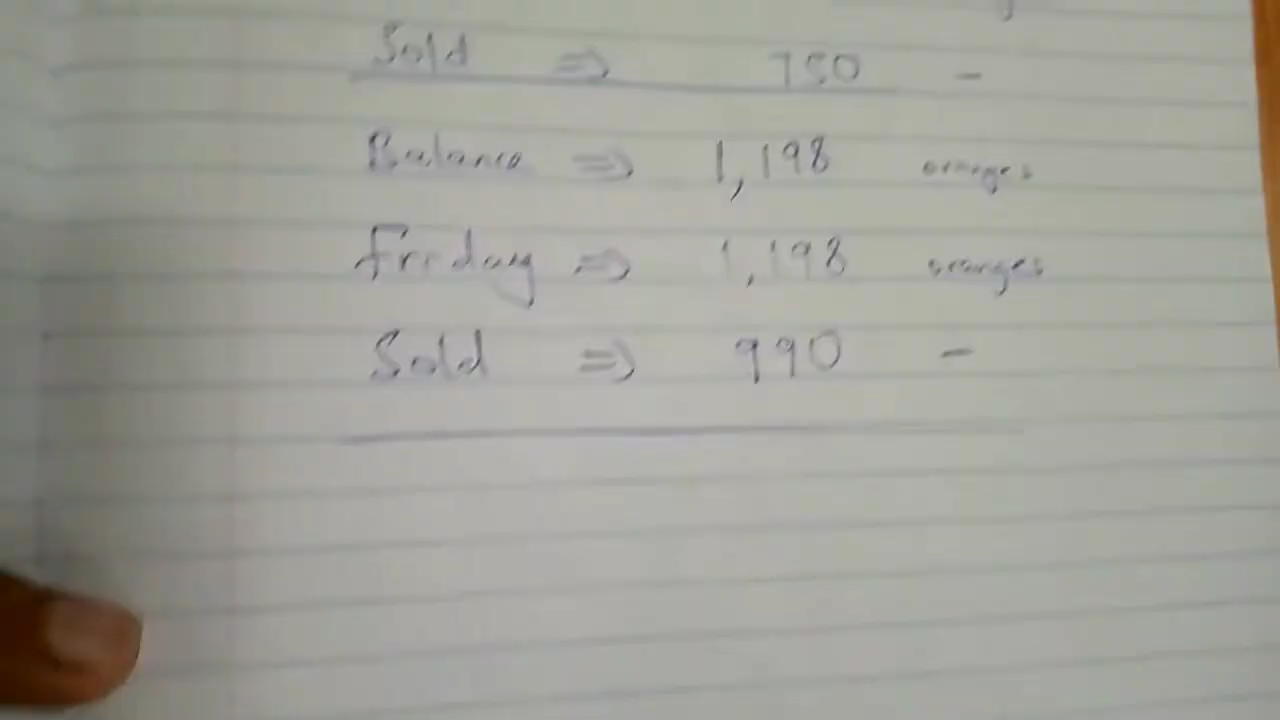 Sold => 750 -
Balance => 1,198 oranges
Friday => 1,198 oranges
Sold => 990 -